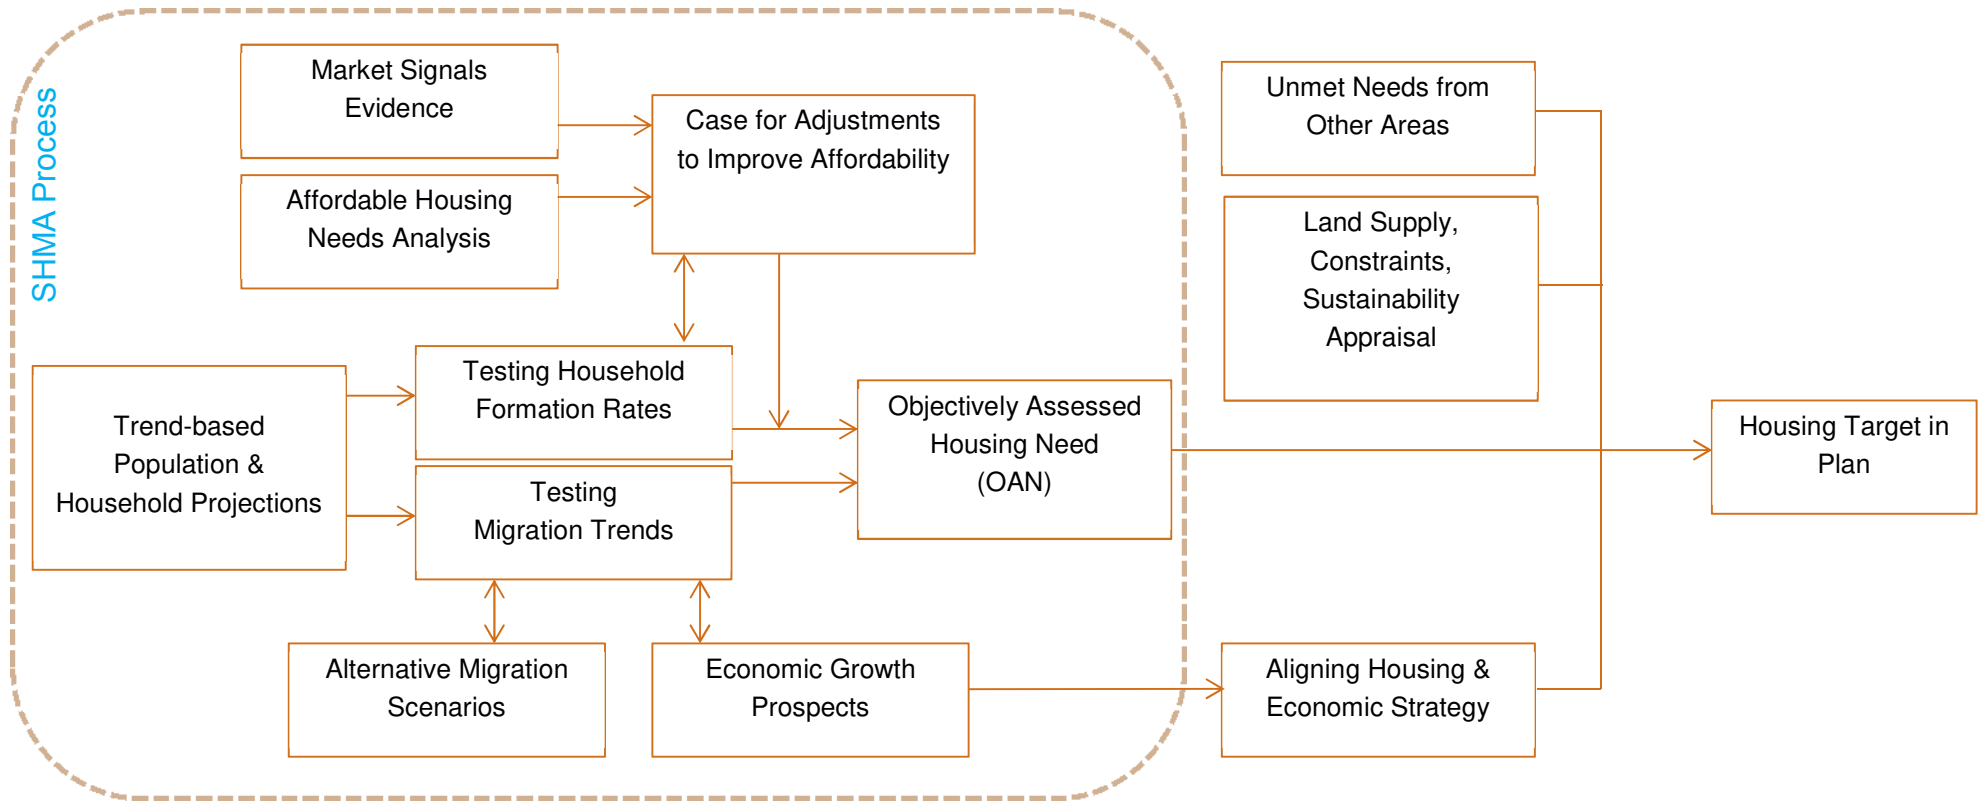 SHMA Process
Market Signals
Evidence
Affordable Housing
Needs Analysis
Case for Adjustments
to Improve Affordability
Trend-based
Population &
Household Projections
Testing Household
Formation Rates
Testing
Migration Trends
Alternative Migration
Scenarios
Economic Growth
Prospects
Objectively Assessed
Housing Need
(OAN)
Unmet Needs from
Other Areas
Land Supply,
Constraints,
Sustainability
Appraisal
Aligning Housing &
Economic Strategy
Housing Target in
Plan